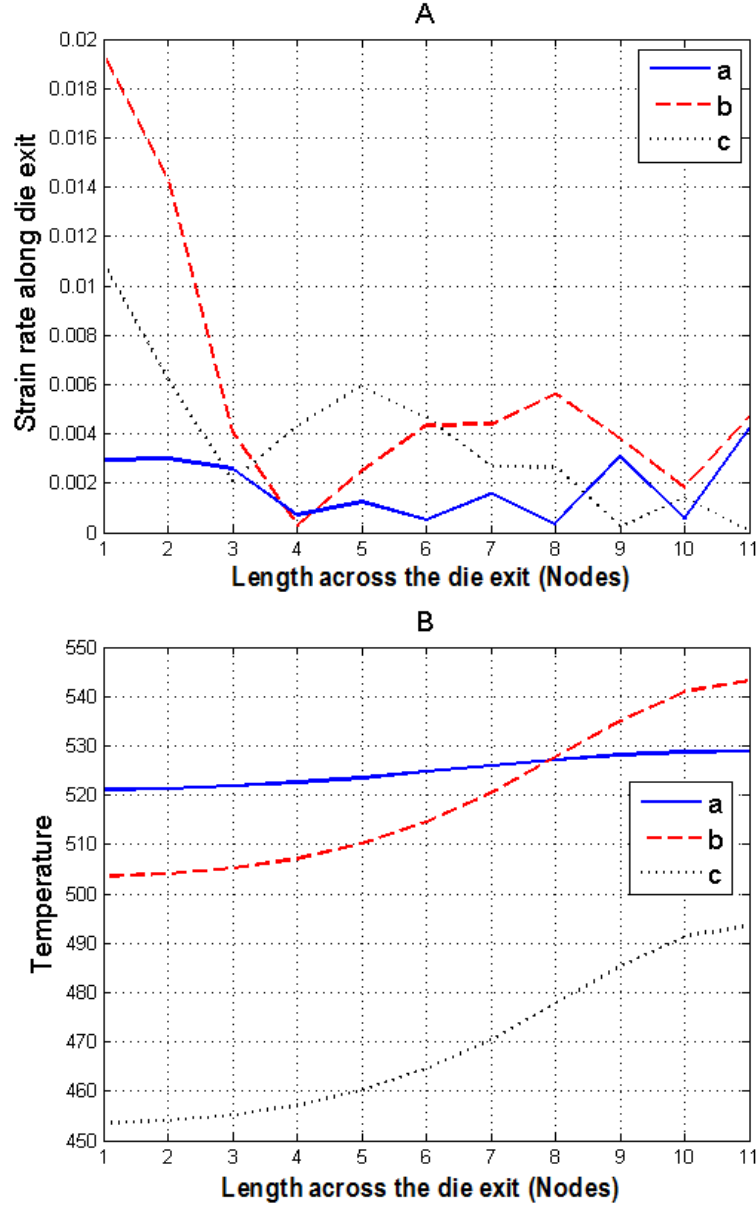 A
Strain rate along die exit
0.02
0.018
0.016
0.014
0.012
0.01
0.008
0.006
0.004
0.002
0
a
b
c
1 2 3 4 5 6 7 8 9 10 11
Length across the die exit (Nodes)
B
Temperature
550
540
530
520
510
500
490
480
470
460
450
a
b
c
1 2 3 4 5 6 7 8 9 10 11
Length across the die exit (Nodes)